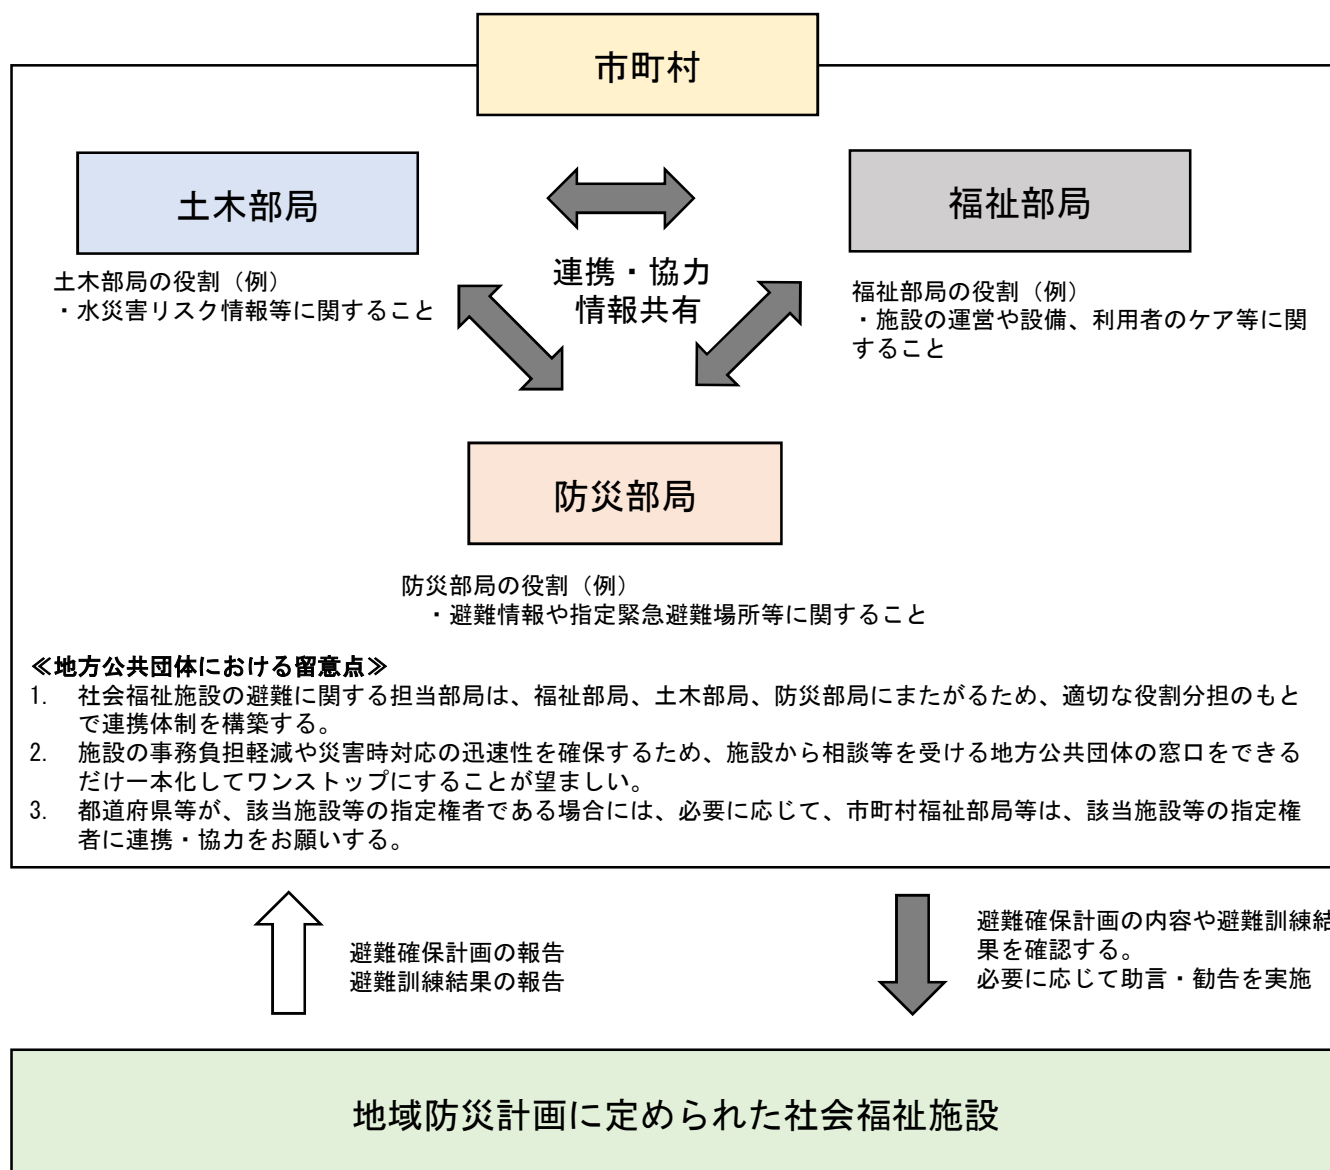 市町村
土木部局
福祉部局
土木部局の役割（例）
・水災害リスク情報等に関すること
連携・協力
情報共有
福祉部局の役割（例）
・施設の運営や設備、利用者のケア等に関
すること
防災部局
防災部局の役割（例）
・避難情報や指定緊急避難場所等に関すること
≪地方公共団体における留意点≫
1. 社会福祉施設の避難に関する担当部局は、福祉部局、土木部局、防災部局にまたがるため、適切な役割分担のもと
で連携体制を構築する。
2. 施設の事務負担軽減や災害時対応の迅速性を確保するため、施設から相談等を受ける地方公共団体の窓口をできる
だけ一本化してワンストップにすることが望ましい。
3. 都道府県等が、該当施設等の指定権者である場合には、必要に応じて、市町村福祉部局等は、該当施設等の指定権
者に連携・協力をお願いする。
避難確保計画の報告
避難訓練結果の報告
避難確保計画の内容や避難訓練結
果を確認する。
必要に応じて助言・勧告を実施
地域防災計画に定められた社会福祉施設